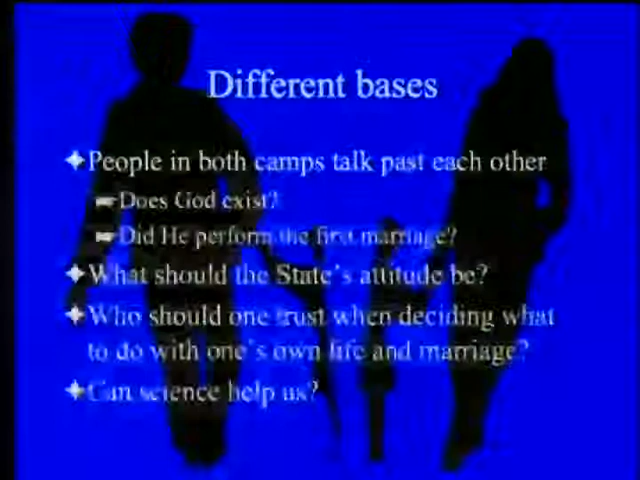 Different bases
People in both camps talk past each other
Does God exist?
Did He perform the first marriage?
What should the State's attitude be?
Who should one trust when deciding what
to do with one's own life and marriage?
Can science help us?